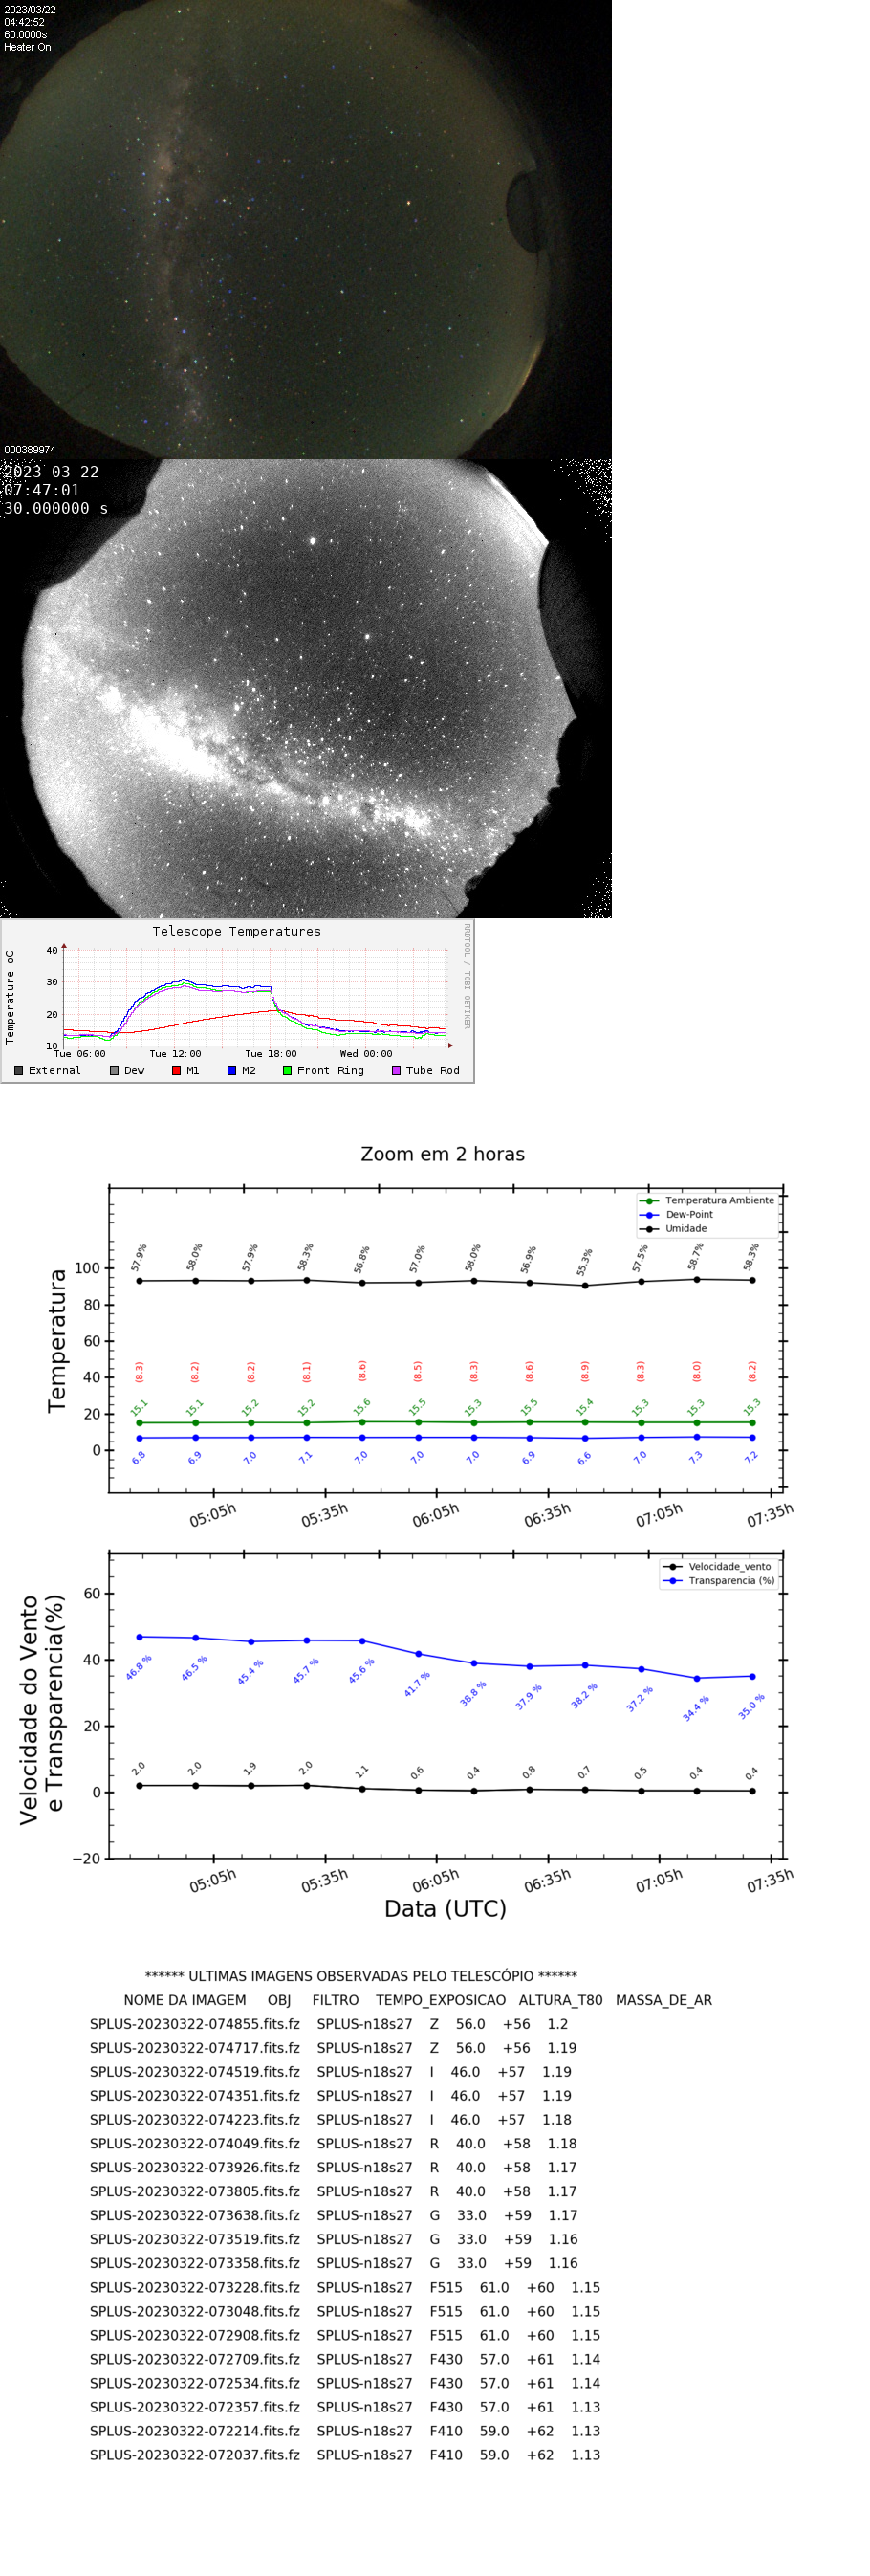 2023/03/22
04:42:52
60.0000s
Heater On
000389974
2023-03-22
07:47:01
30.000000 s
Telescope Temperatures
RRDTOOL / TOBI OETIKER
Temperature oC
40
30
20
10
Tue 06:00 Tue 12:00 Tue 18:00 Wed 00:00
External Dew M1 M2 Front Ring Tube Rod
Zoom em 2 horas
Temperatura Ambiente
Dew-Point
Umidade
Temperatura
100
80
60
40
20
0
57.9% 58.0% 57.9% 58.3% 56.8% 57.0% 58.0% 56.9% 55.3% 57.5% 58.7% 58.3%
(8.3) (8.2) (8.2) (8.1) (8.6) (8.5) (8.3) (8.6) (8.9) (8.3) (8.0) (8.2)
15.1 15.1 15.2 15.2 15.6 15.5 15.3 15.5 15.4 15.3 15.3 15.3
6.8 6.9 7.0 7.1 7.0 7.0 7.0 6.9 6.6 7.0 7.3 7.2
05:05h 05:35h 06:05h 06:35h 07:05h 07:35h
Velocidade_vento
Transparencia (%)
Velocidade do Vento
e Transparencia(%)
60
40
20
0
−20
46.8 % 46.5 % 45.4 % 45.7 % 45.6 % 41.7 % 38.8 % 37.9 % 38.2 % 37.2 % 34.4 % 35.0 %
2.0 2.0 1.9 2.0 1.1 0.6 0.4 0.8 0.7 0.5 0.4 0.4
05:05h 05:35h 06:05h 06:35h 07:05h 07:35h
Data (UTC)
****** ULTIMAS IMAGENS OBSERVADAS PELO TELESCÓPIO ******
NOME DA IMAGEM OBJ FILTRO TEMPO_EXPOSICAO ALTURA_T80 MASSA_DE_AR
SPLUS-20230322-074855.fits.fz SPLUS-n18s27 Z 56.0 +56 1.2
SPLUS-20230322-074717.fits.fz SPLUS-n18s27 Z 56.0 +56 1.19
SPLUS-20230322-074519.fits.fz SPLUS-n18s27 I 46.0 +57 1.19
SPLUS-20230322-074351.fits.fz SPLUS-n18s27 I 46.0 +57 1.19
SPLUS-20230322-074223.fits.fz SPLUS-n18s27 I 46.0 +57 1.18
SPLUS-20230322-074049.fits.fz SPLUS-n18s27 R 40.0 +58 1.18
SPLUS-20230322-073926.fits.fz SPLUS-n18s27 R 40.0 +58 1.17
SPLUS-20230322-073805.fits.fz SPLUS-n18s27 R 40.0 +58 1.17
SPLUS-20230322-073638.fits.fz SPLUS-n18s27 G 33.0 +59 1.17
SPLUS-20230322-073519.fits.fz SPLUS-n18s27 G 33.0 +59 1.16
SPLUS-20230322-073358.fits.fz SPLUS-n18s27 G 33.0 +59 1.16
SPLUS-20230322-073228.fits.fz SPLUS-n18s27 F515 61.0 +60 1.15
SPLUS-20230322-073048.fits.fz SPLUS-n18s27 F515 61.0 +60 1.15
SPLUS-20230322-072908.fits.fz SPLUS-n18s27 F515 61.0 +60 1.15
SPLUS-20230322-072709.fits.fz SPLUS-n18s27 F430 57.0 +61 1.14
SPLUS-20230322-072534.fits.fz SPLUS-n18s27 F430 57.0 +61 1.14
SPLUS-20230322-072357.fits.fz SPLUS-n18s27 F430 57.0 +61 1.13
SPLUS-20230322-072214.fits.fz SPLUS-n18s27 F410 59.0 +62 1.13
SPLUS-20230322-072037.fits.fz SPLUS-n18s27 F410 59.0 +62 1.13